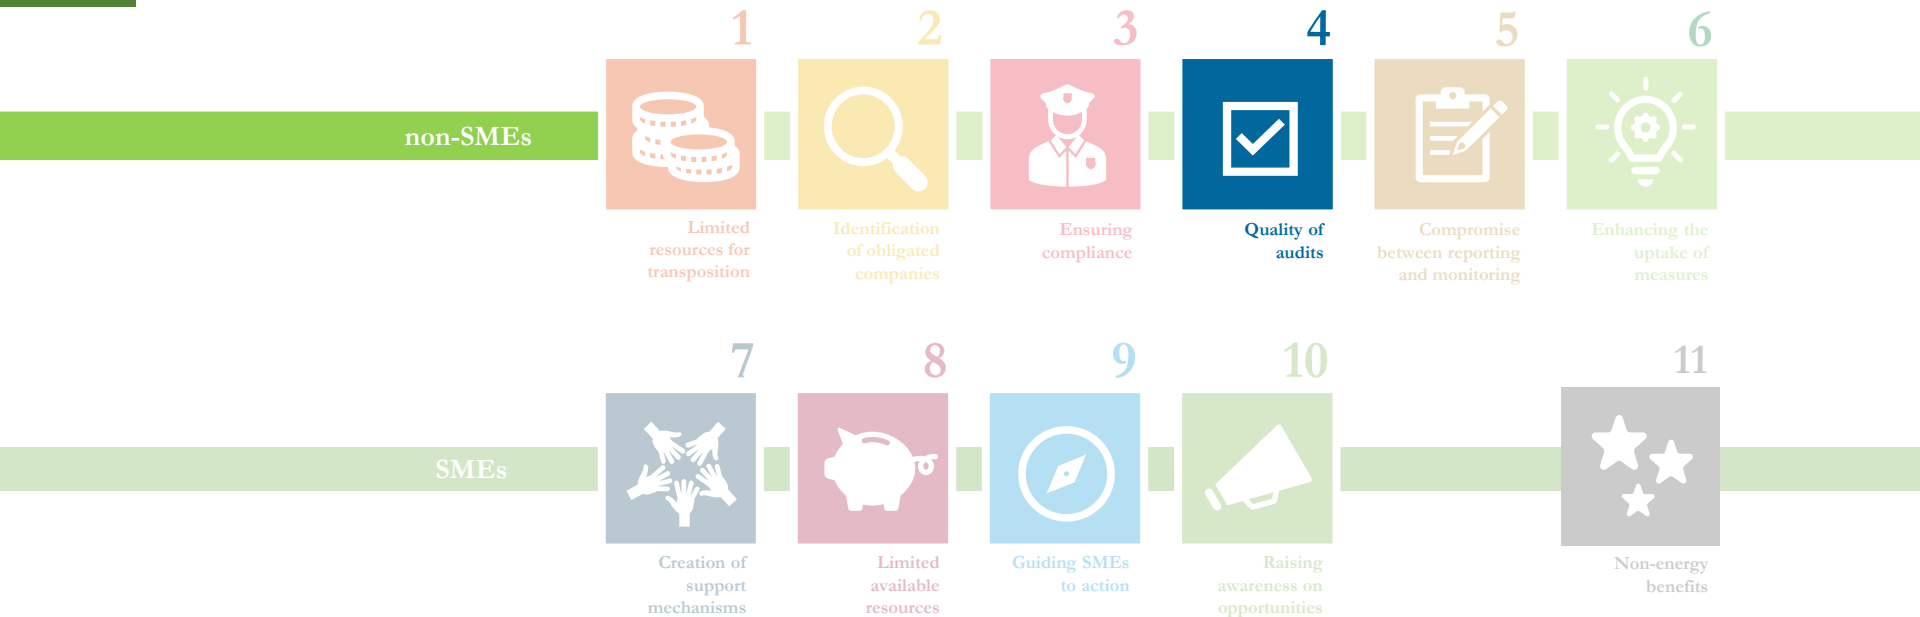 1
2
3
4
5
6
non-SMEs
Limited
resources for
transposition
Identification
of obligated
companies
Ensuring
compliance
Quality of
audits
Compromise
between reporting
and monitoring
Enhancing the
uptake of
measures
7
8
9
10
11
SMEs
Creation of
support
mechanisms
Limited
available
resources
Guiding SMEs
to action
Raising
awareness on
opportunities
Non-energy
benefits